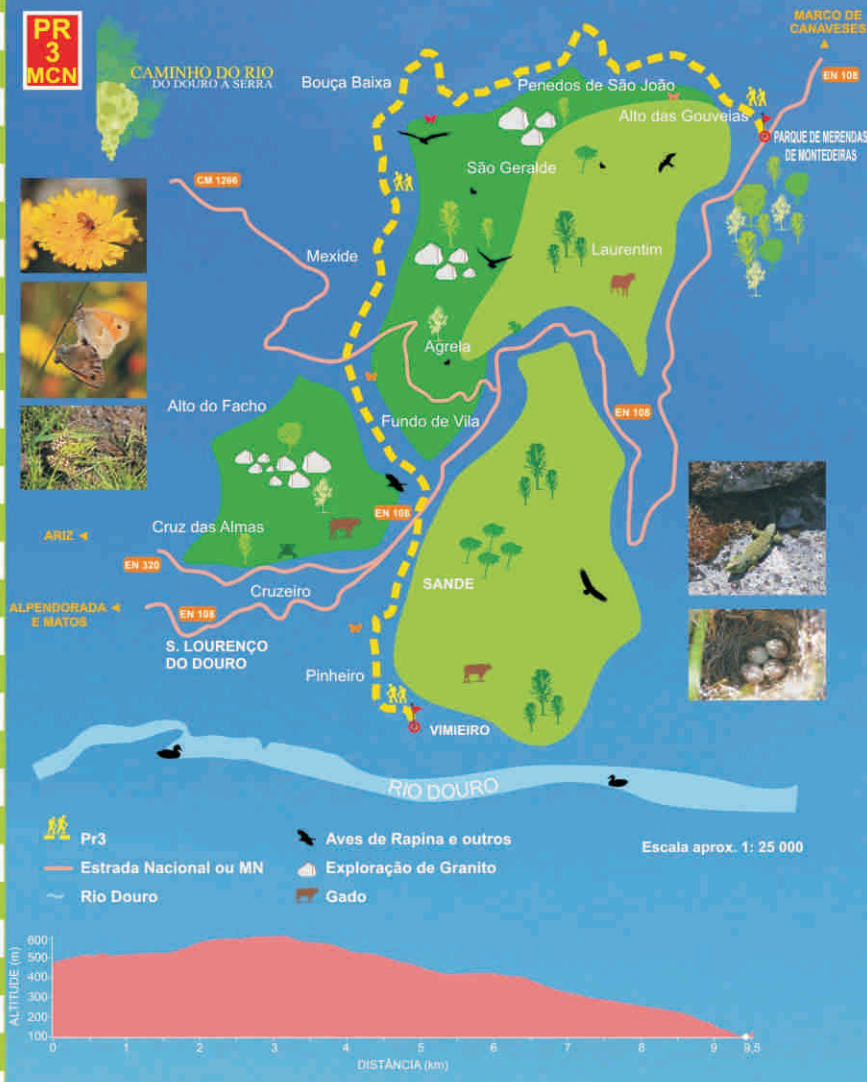 PR
3
MCN
CAMINHO DO RIO
DO DOURO A SERRA
MARCO DE
CANAVESES
EN 108
Bouça Baixa
Penedos de São João
Alto das Gouveias
PARQUE DE MERENDAS
DE MONTEDEIRAS
São Geralde
CM 1266
Mexide
Laurentim
Agrela
Alto do Facho
Fundo de Vila
EN 108
EN 108
Cruz das Almas
ARIZ
EN 320
SANDE
Cruzeiro
ALPENDORADA
E MATOS
EN 108
S. LOURENÇO
DO DOURO
Pinheiro
VIMIEIRO
RIO DOURO
Pr3
Aves de Rapina e outros
Escala aprox. 1: 25 000
Estrada Nacional ou MN
Exploração de Granito
Rio Douro
Gado
ALTITUDE (m)
600
500
400
300
200
100
0 1 2 3 4 5 6 7 8 9 9,5
DISTÂNCIA (km)